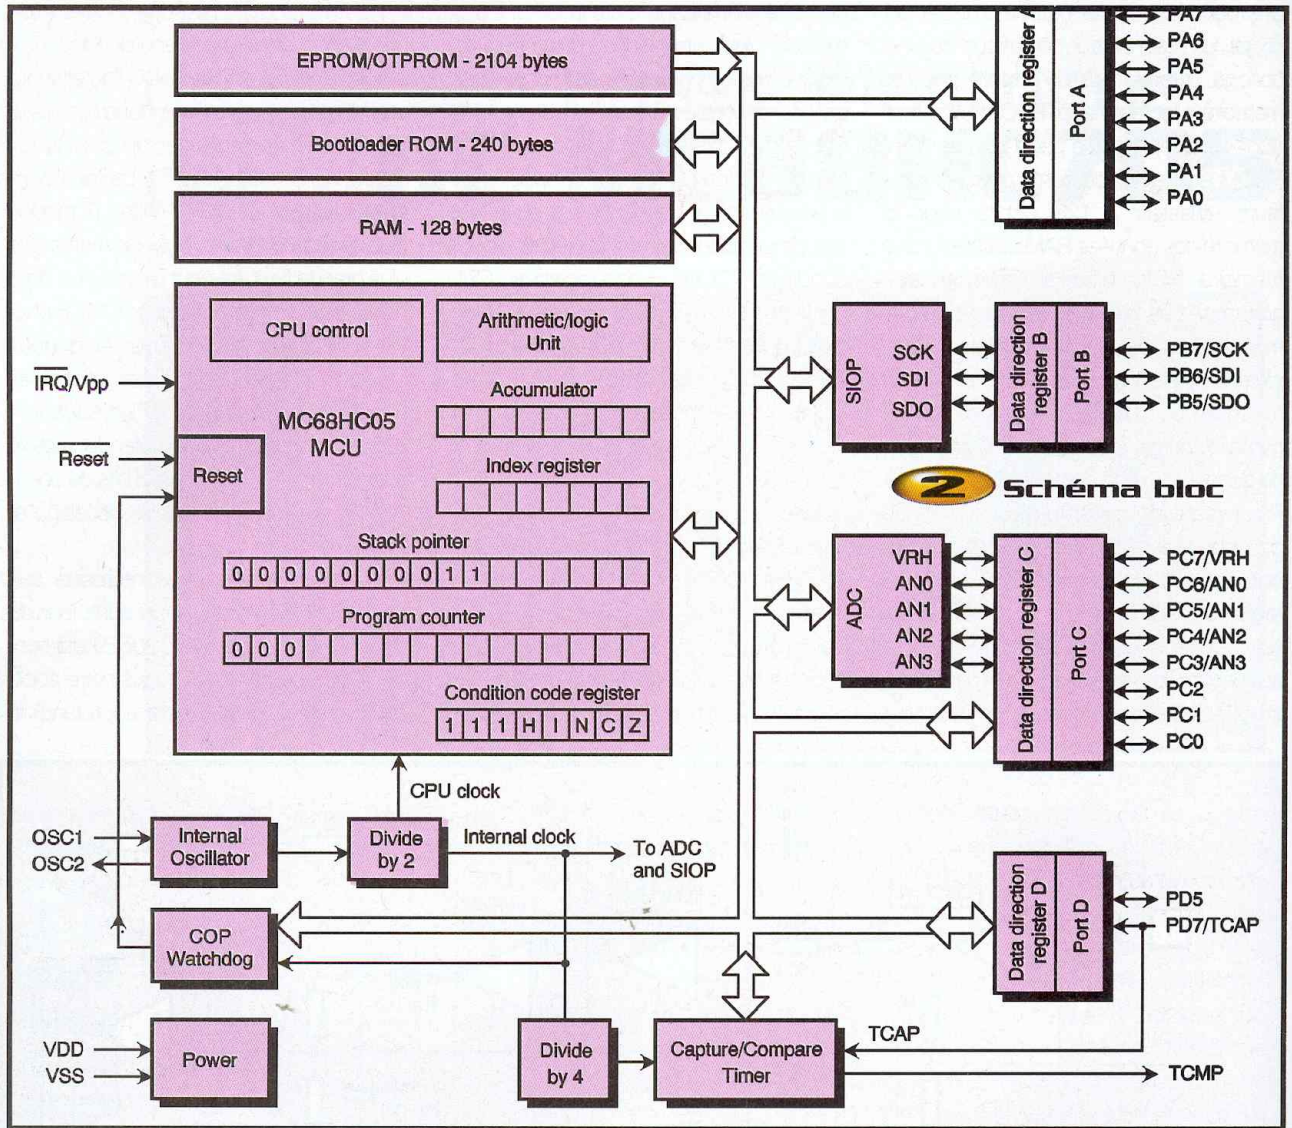 EPROM/OTPROM - 2104 bytes
Bootloader ROM - 240 bytes
RAM - 128 bytes
CPU control
Arithmetic/logic
Unit
MC68HC05
MCU
Accumulator
Index register
Stack pointer
0 0 0 0 0 0 0 0 1 1
Program counter
0 0 0
Condition code register
1 1 1 H I N C Z
IRQ/Vpp
Reset
Reset
CPU clock
OSC1
OSC2
Internal
Oscillator
Divide
by 2
Internal clock
To ADC
and SIOP
COP
Watchdog
VDD
VSS
Power
Divide
by 4
Capture/Compare
Timer
TCAP
TCMP
Data direction register A
Port A
PA7
PA6
PA5
PA4
PA3
PA2
PA1
PA0
SIOP
SCK
SDI
SDO
Data direction
register B
Port B
PB7/SCK
PB6/SDI
PB5/SDO
2 Schéma bloc
ADC
VRH
AN0
AN1
AN2
AN3
Data direction register C
Port C
PC7/VRH
PC6/AN0
PC5/AN1
PC4/AN2
PC3/AN3
PC2
PC1
PC0
Data direction
register D
Port D
PD5
PD7/TCAP